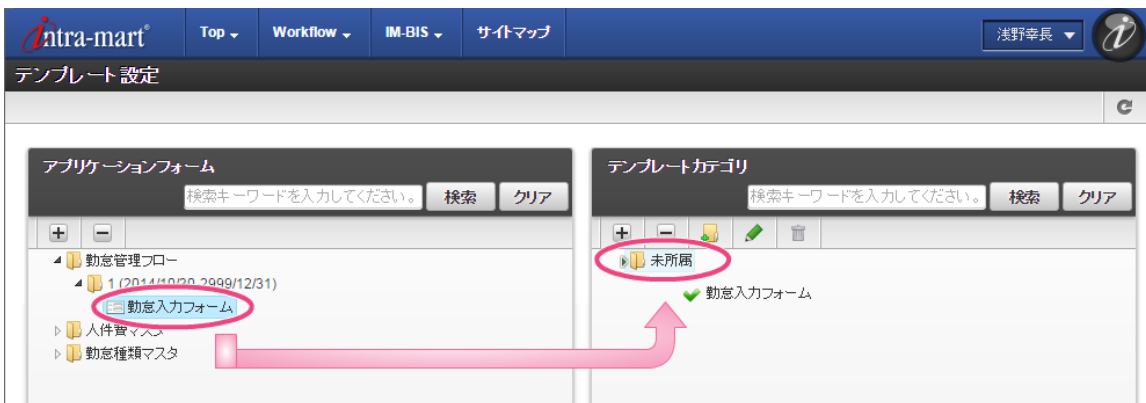 intra-mart® Top Workflow IM-BIS サイトマップ 浅野幸長
テンプレート設定
アプリケーションフォーム
検索キーワードを入力してください。 検索 クリア
勤怠管理フロー
1 (2014/10/20-2999/12/31)
勤怠入力フォーム
人件費マスタ
勤怠種類マスタ
テンプレートカテゴリ
検索キーワードを入力してください。 検索 クリア
未所属
勤怠入力フォーム